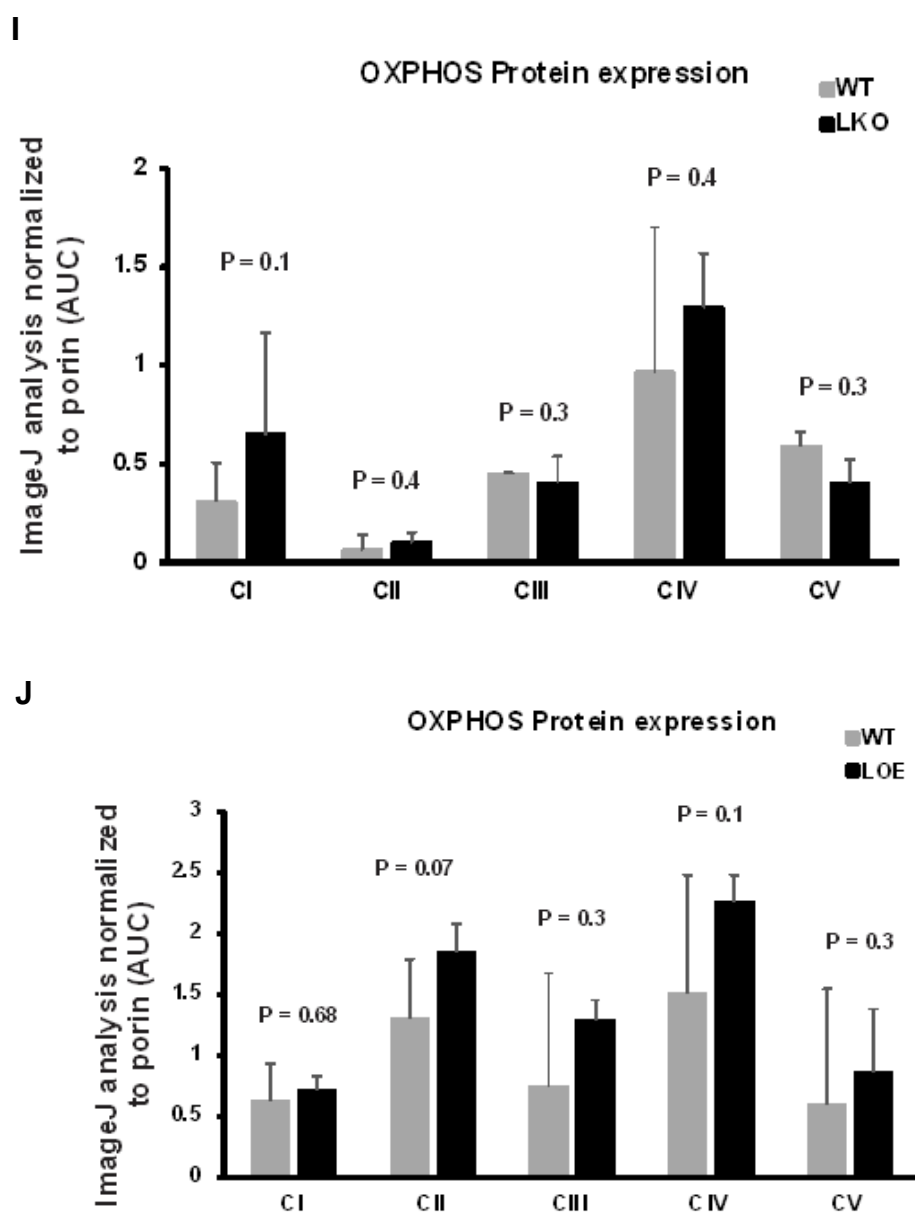 I
OXPHOS Protein expression
WT
LKO
ImageJ analysis normalized
to porin (AUC)
2
1.5
1
0.5
0
P = 0.1
P = 0.4
P = 0.3
P = 0.4
P = 0.3
CI
CII
CIII
CIV
CV
J
OXPHOS Protein expression
WT
LOE
ImageJ analysis normalized
to porin (AUC)
3
2.5
2
1.5
1
0.5
0
P = 0.68
P = 0.07
P = 0.3
P = 0.1
P = 0.3
CI
CII
CIII
CIV
CV